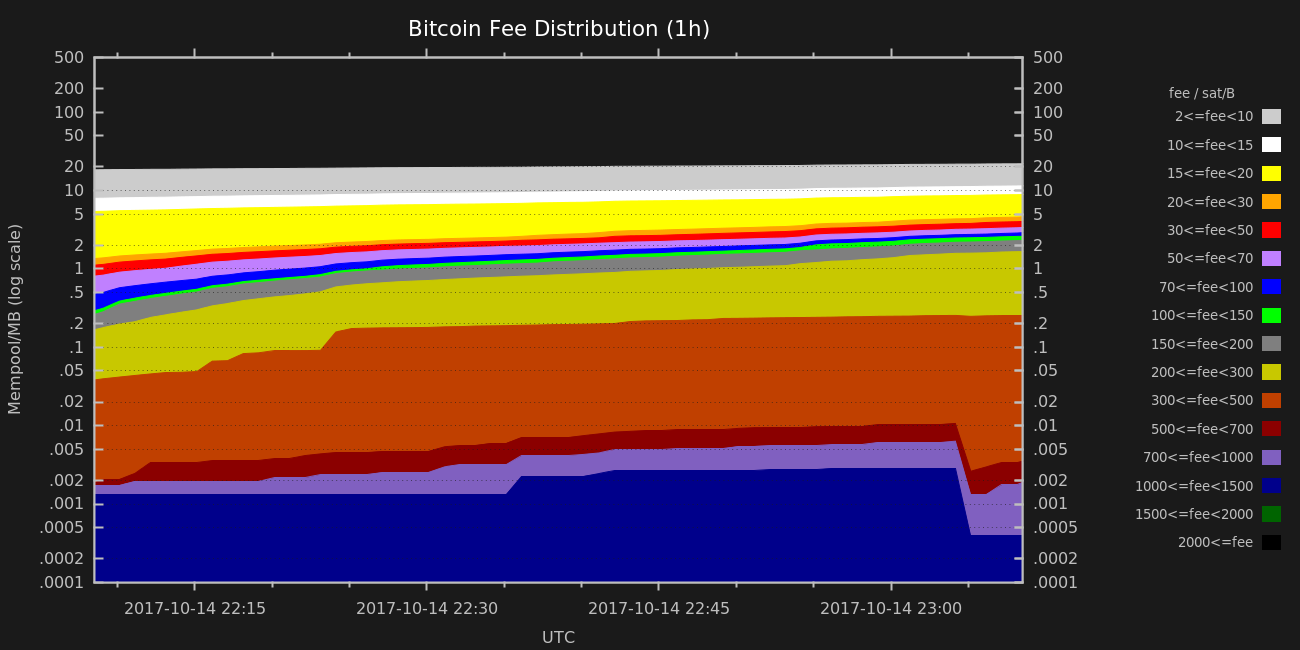 Bitcoin Fee Distribution (1h)
Mempool/MB (log scale)
500
200
100
50
20
10
5
2
1
.5
.2
.1
.05
.02
.01
.005
.002
.001
.0005
.0002
.0001
500
200
100
50
20
10
5
2
1
.5
.2
.1
.05
.02
.01
.005
.002
.001
.0005
.0002
.0001
2017-10-14 22:15
2017-10-14 22:30
2017-10-14 22:45
2017-10-14 23:00
UTC
fee / sat/B
2<=fee<10
10<=fee<15
15<=fee<20
20<=fee<30
30<=fee<50
50<=fee<70
70<=fee<100
100<=fee<150
150<=fee<200
200<=fee<300
300<=fee<500
500<=fee<700
700<=fee<1000
1000<=fee<1500
1500<=fee<2000
2000<=fee